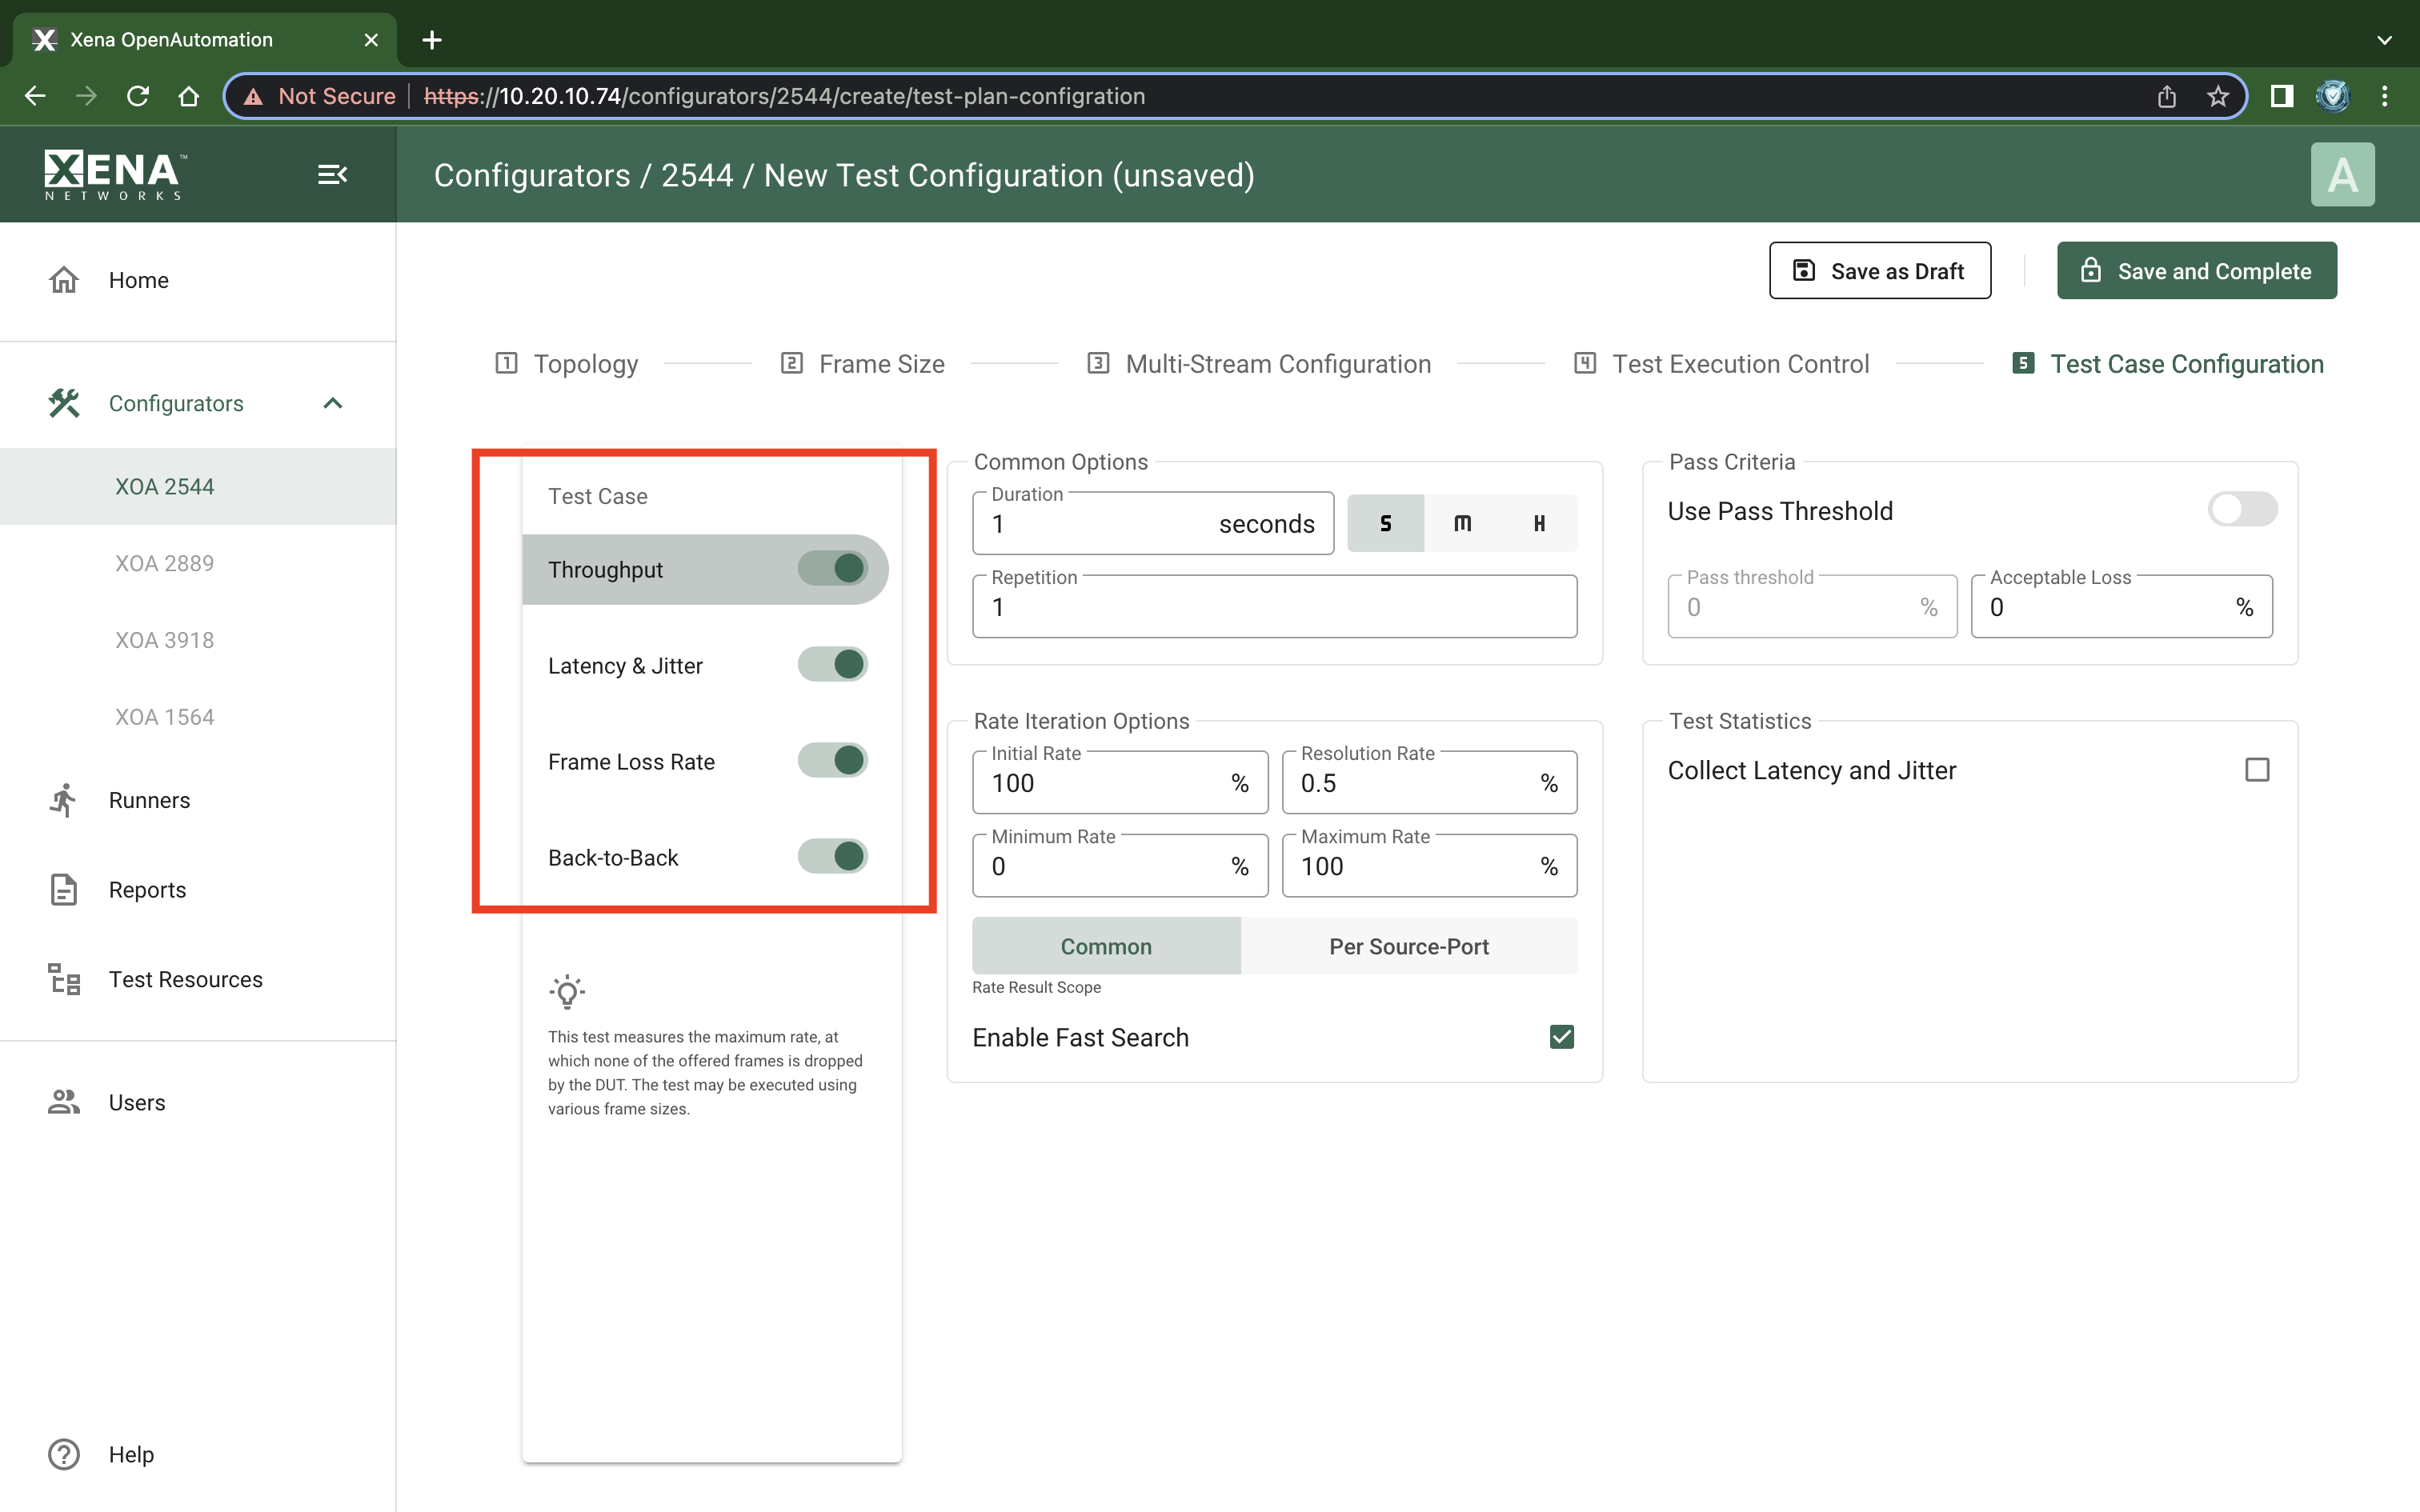 Xena OpenAutomation
Not Secure
https://10.20.10.74/configurators/2544/create/test-plan-configration
XENA™
NETWORKS
Configurators / 2544 / New Test Configuration (unsaved)
A
Home
Save as Draft
Save and Complete
1 Topology
2 Frame Size
3 Multi-Stream Configuration
4 Test Execution Control
5 Test Case Configuration
Configurators
XOA 2544
XOA 2889
XOA 3918
XOA 1564
Runners
Reports
Test Resources
Users
Help
Test Case
Throughput
Latency & Jitter
Frame Loss Rate
Back-to-Back
This test measures the maximum rate, at
which none of the offered frames is dropped
by the DUT. The test may be executed using
various frame sizes.
Common Options
Duration
1 seconds
S M H
Repetition
1
Pass Criteria
Use Pass Threshold
Pass threshold
0 %
Acceptable Loss
0 %
Rate Iteration Options
Initial Rate
100 %
Resolution Rate
0.5 %
Minimum Rate
0 %
Maximum Rate
100 %
Common
Per Source-Port
Rate Result Scope
Enable Fast Search
Test Statistics
Collect Latency and Jitter